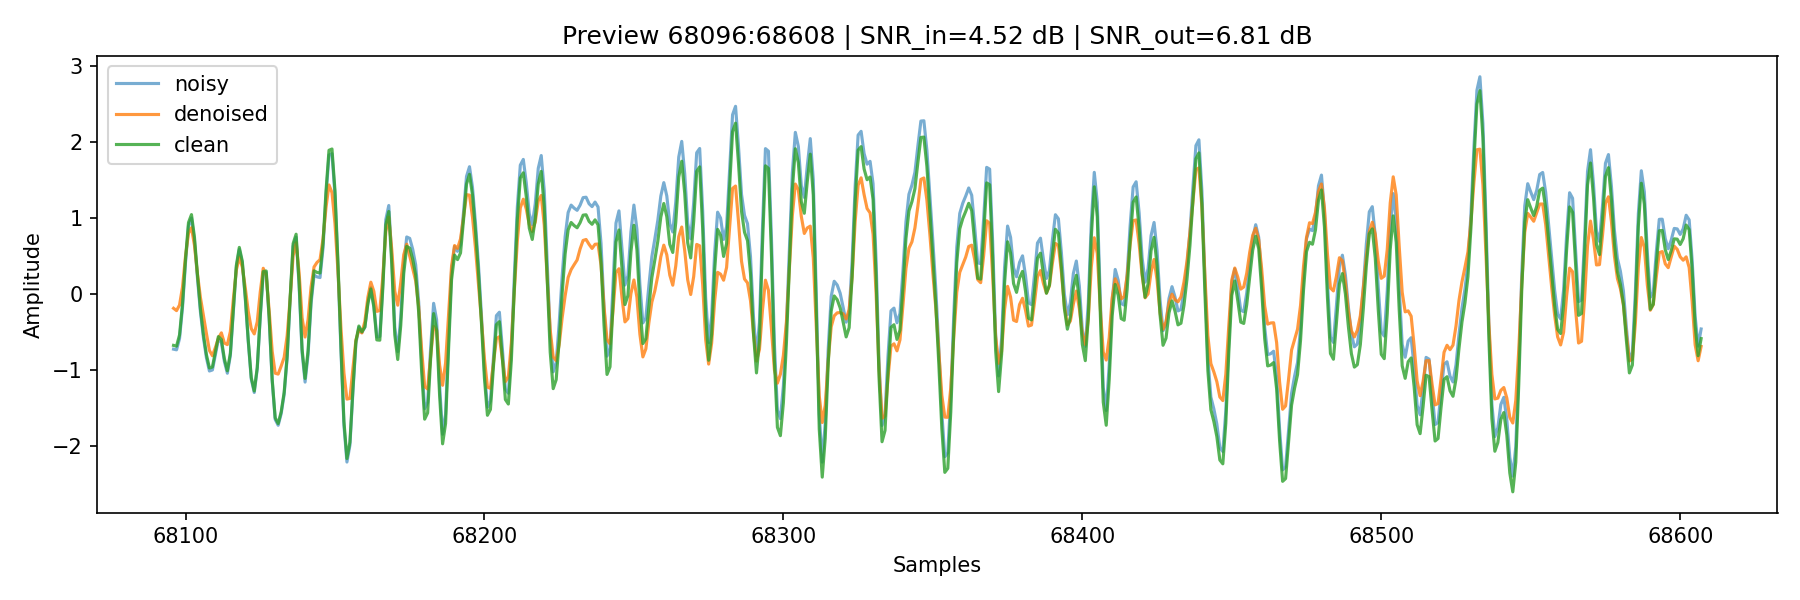 Preview 68096:68608 | SNR_in=4.52 dB | SNR_out=6.81 dB
noisy
denoised
clean
Amplitude
3
2
1
0
−1
−2
68100 68200 68300 68400 68500 68600
Samples